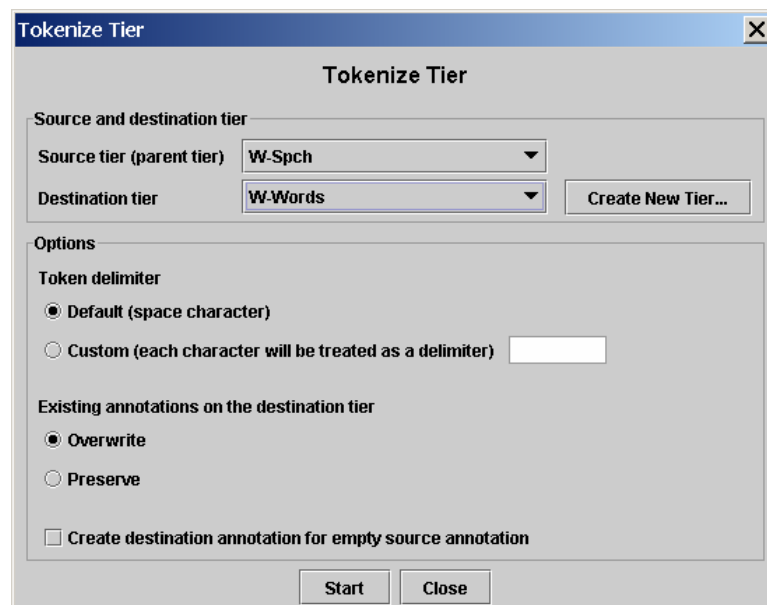 Tokenize Tier
Tokenize Tier
Source and destination tier
Source tier (parent tier) W-Spch
Destination tier W-Words Create New Tier...
Options
Token delimiter
Default (space character)
Custom (each character will be treated as a delimiter)
Existing annotations on the destination tier
Overwrite
Preserve
Create destination annotation for empty source annotation
Start Close